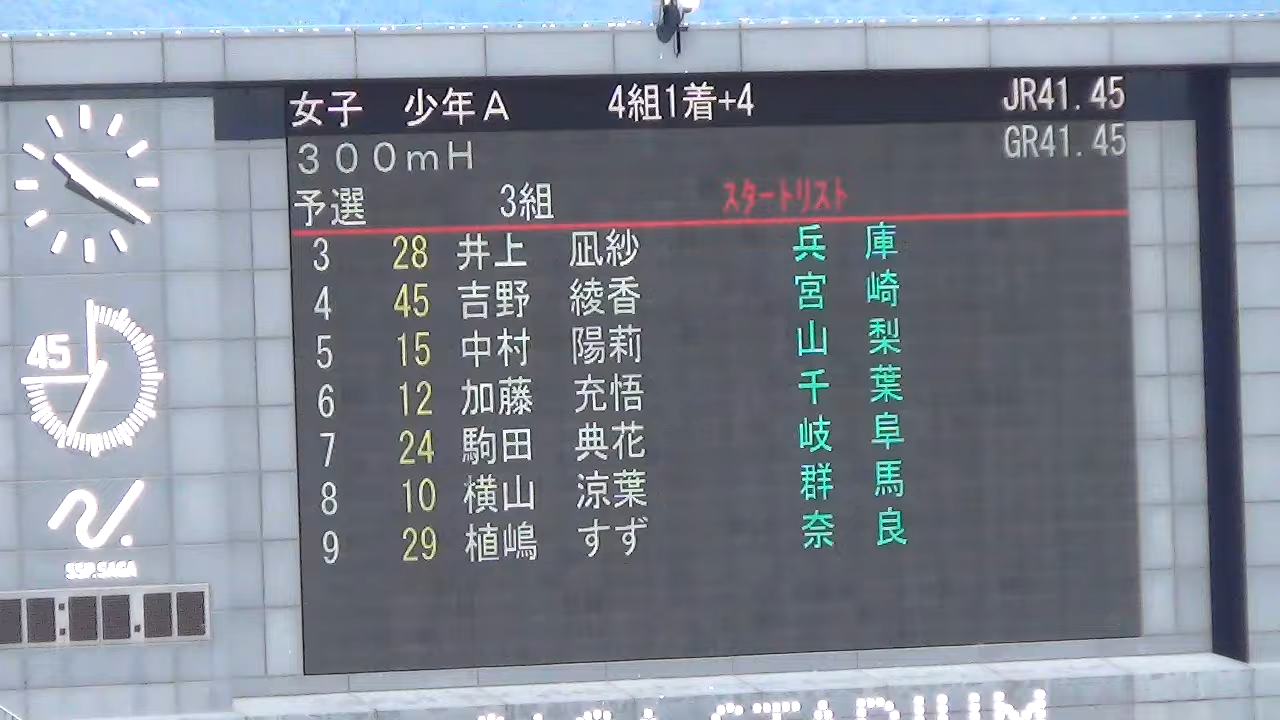 女子 少年A 4組1着+4 JR41.45
300mH GR41.45
予選 3組 スタートリスト
3 28 井上 凪紗 兵庫
4 45 吉野 綾香 宮崎
5 15 中村 陽莉 山梨
6 12 加藤 充悟 千葉
7 24 駒田 典花 岐阜
8 10 横山 涼葉 群馬
9 29 植嶋 すず 奈良
45
SSP.SAGA
STADIUM